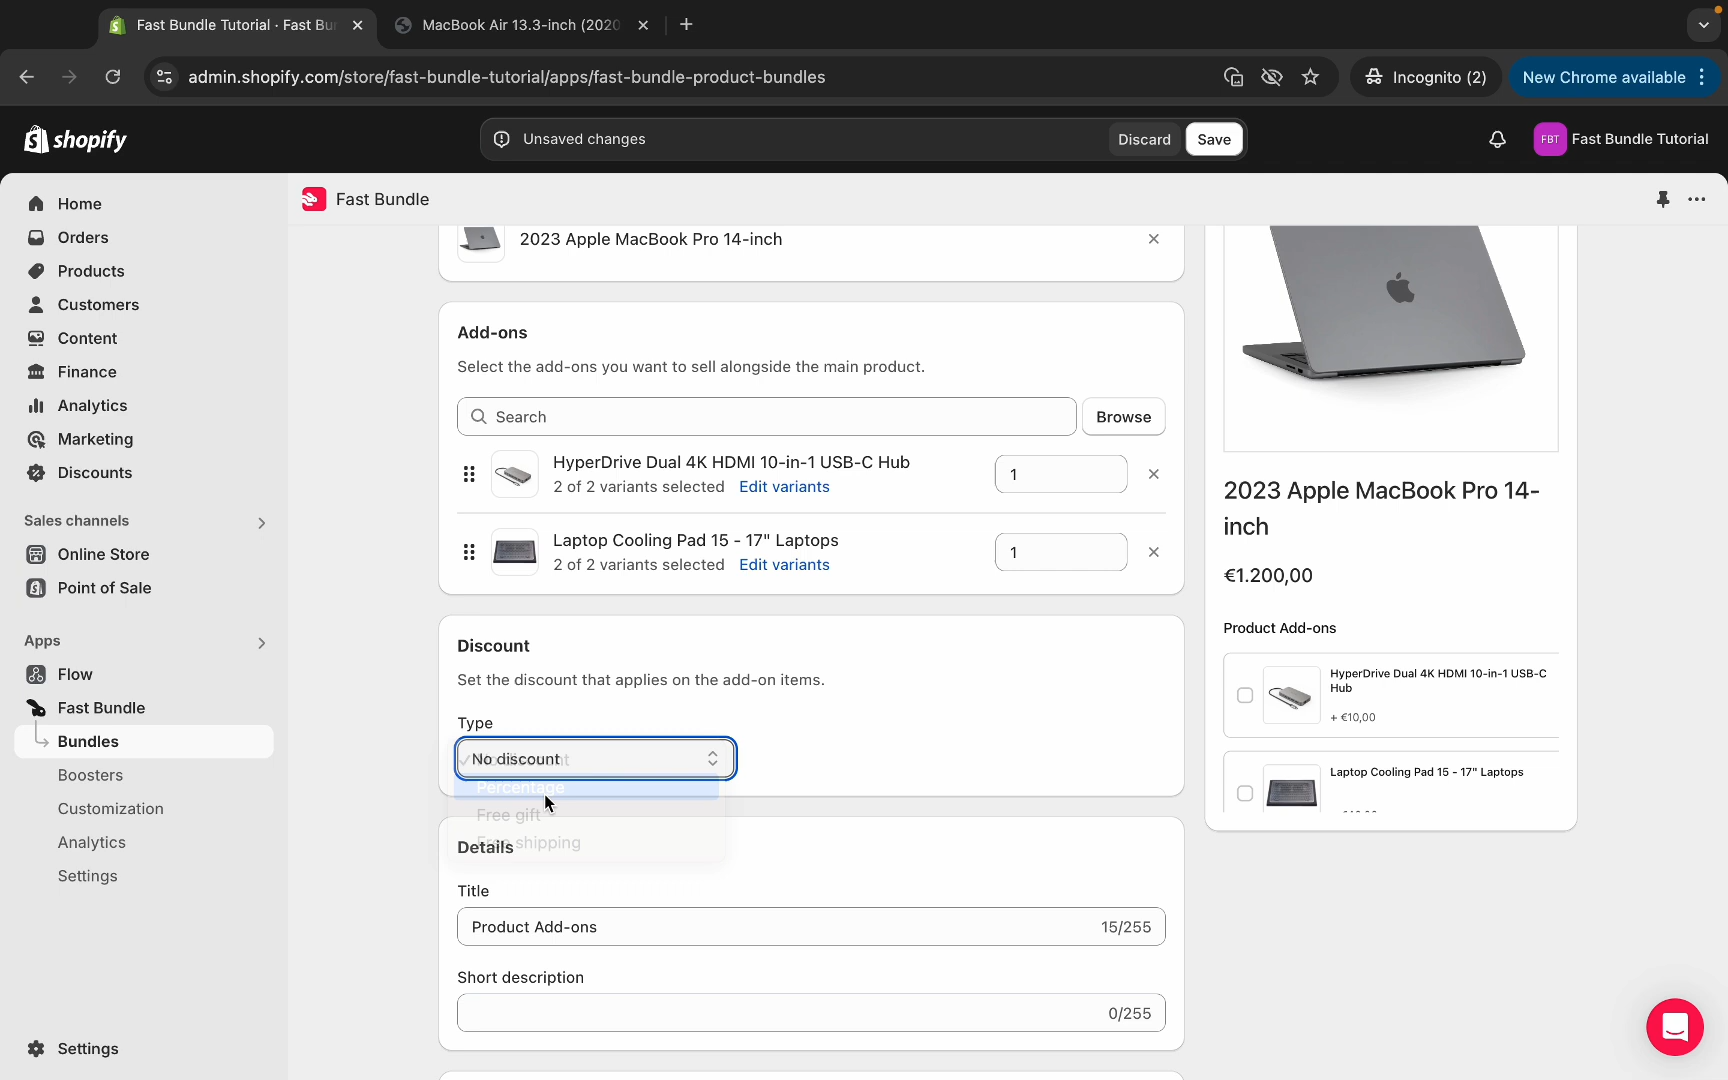 Fast Bundle Tutorial · Fast Bu
MacBook Air 13.3-inch (2020
admin.shopify.com/store/fast-bundle-tutorial/apps/fast-bundle-product-bundles
Incognito (2)
New Chrome available
shopify
Unsaved changes
Discard
Save
FBT
Fast Bundle Tutorial
Home
Orders
Products
Customers
Content
Finance
Analytics
Marketing
Discounts
Sales channels
Online Store
Point of Sale
Apps
Flow
Fast Bundle
Bundles
Boosters
Customization
Analytics
Settings
Settings
Fast Bundle
2023 Apple MacBook Pro 14-inch
Add-ons
Select the add-ons you want to sell alongside the main product.
Search
Browse
HyperDrive Dual 4K HDMI 10-in-1 USB-C Hub
2 of 2 variants selected Edit variants
1
Laptop Cooling Pad 15 - 17" Laptops
2 of 2 variants selected Edit variants
1
Discount
Set the discount that applies on the add-on items.
Type
No discount
Percentage
Free gift
Free shipping
Details
Title
Product Add-ons
15/255
Short description
0/255
2023 Apple MacBook Pro 14-
inch
€1.200,00
Product Add-ons
HyperDrive Dual 4K HDMI 10-in-1 USB-C
Hub
+ €10,00
Laptop Cooling Pad 15 - 17" Laptops